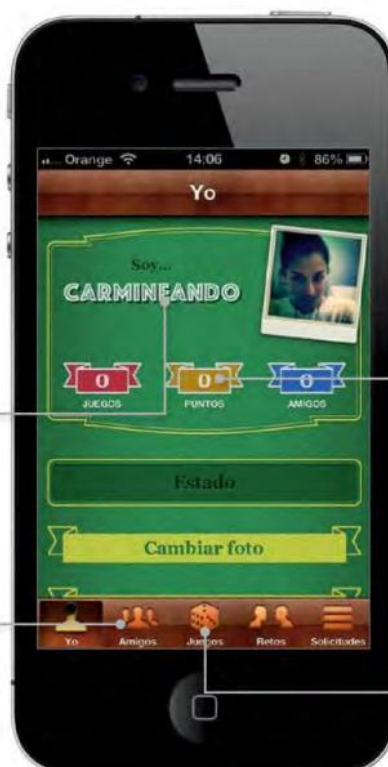 Orange 14:06 86%
Yo
Soy...
CARMINEANDO
0 0 0
JUEGOS PUNTOS AMIGOS
Estado
Cambiar foto
Yo Amigos Juegos Retos Solicitudes